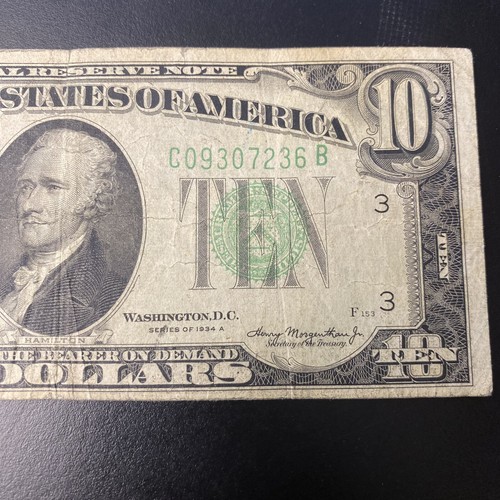 AL RESERVE NOTE
STATES OF AMERICA
10
C09307236 B
TEN
3
TEN
WASHINGTON, D.C.
SERIES OF 1934 A
F 153
3
Henry Morgenthau Jr.
Secretary of the Treasury.
HAMILTON
THE BEARER ON DEMAND
DOLLARS
10
TEN